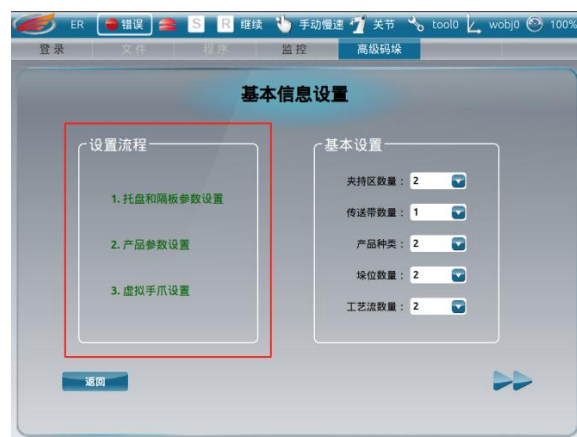 ER 错误 S R 继续 手动慢速 关节 tool0 wobj0 100%
登录 文件 程序 监控 高级码垛
基本信息设置
设置流程
1. 托盘和隔板参数设置
2. 产品参数设置
3. 虚拟手爪设置
基本设置
夹持区数量： 2
传送带数量： 1
产品种类： 2
垛位数量： 2
工艺流数量： 2
返回